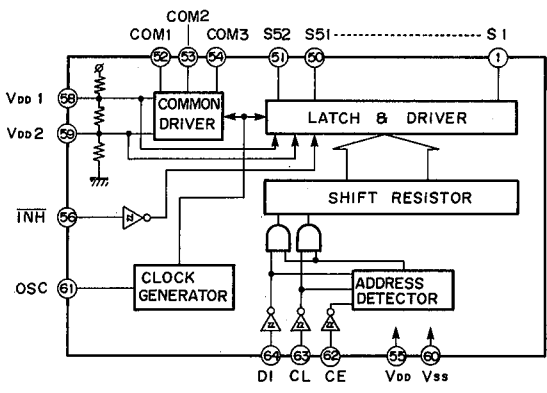 COM2
COM1 COM3 S52 S51 S1
52 53 54 51 50 1
58 VDD1
COMMON DRIVER
LATCH & DRIVER
59 VDD2
SHIFT RESISTOR
INH 56
OSC 61
CLOCK GENERATOR
ADDRESS DETECTOR
64 63 62 55 60
DI CL CE VDD VSS